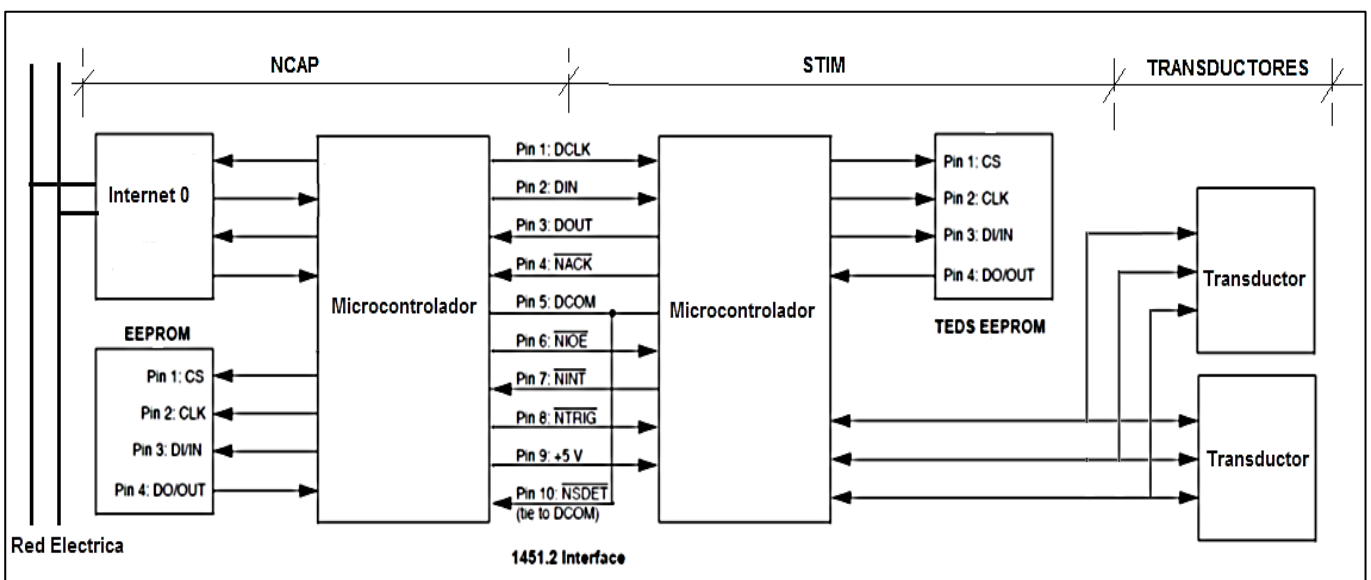 NCAP
STIM
TRANSDUCTORES
Internet 0
Microcontrolador
EEPROM
Pin 1: CS
Pin 2: CLK
Pin 3: DI/IN
Pin 4: DO/OUT
Red Electrica
Pin 1: DCLK
Pin 2: DIN
Pin 3: DOUT
Pin 4: NACK
Pin 5: DCOM
Pin 6: NIOE
Pin 7: NINT
Pin 8: NTRIG
Pin 9: +5 V
Pin 10: NSDET
(tie to DCOM)
1451.2 Interface
Microcontrolador
Pin 1: CS
Pin 2: CLK
Pin 3: DI/IN
Pin 4: DO/OUT
TEDS EEPROM
Transductor
Transductor